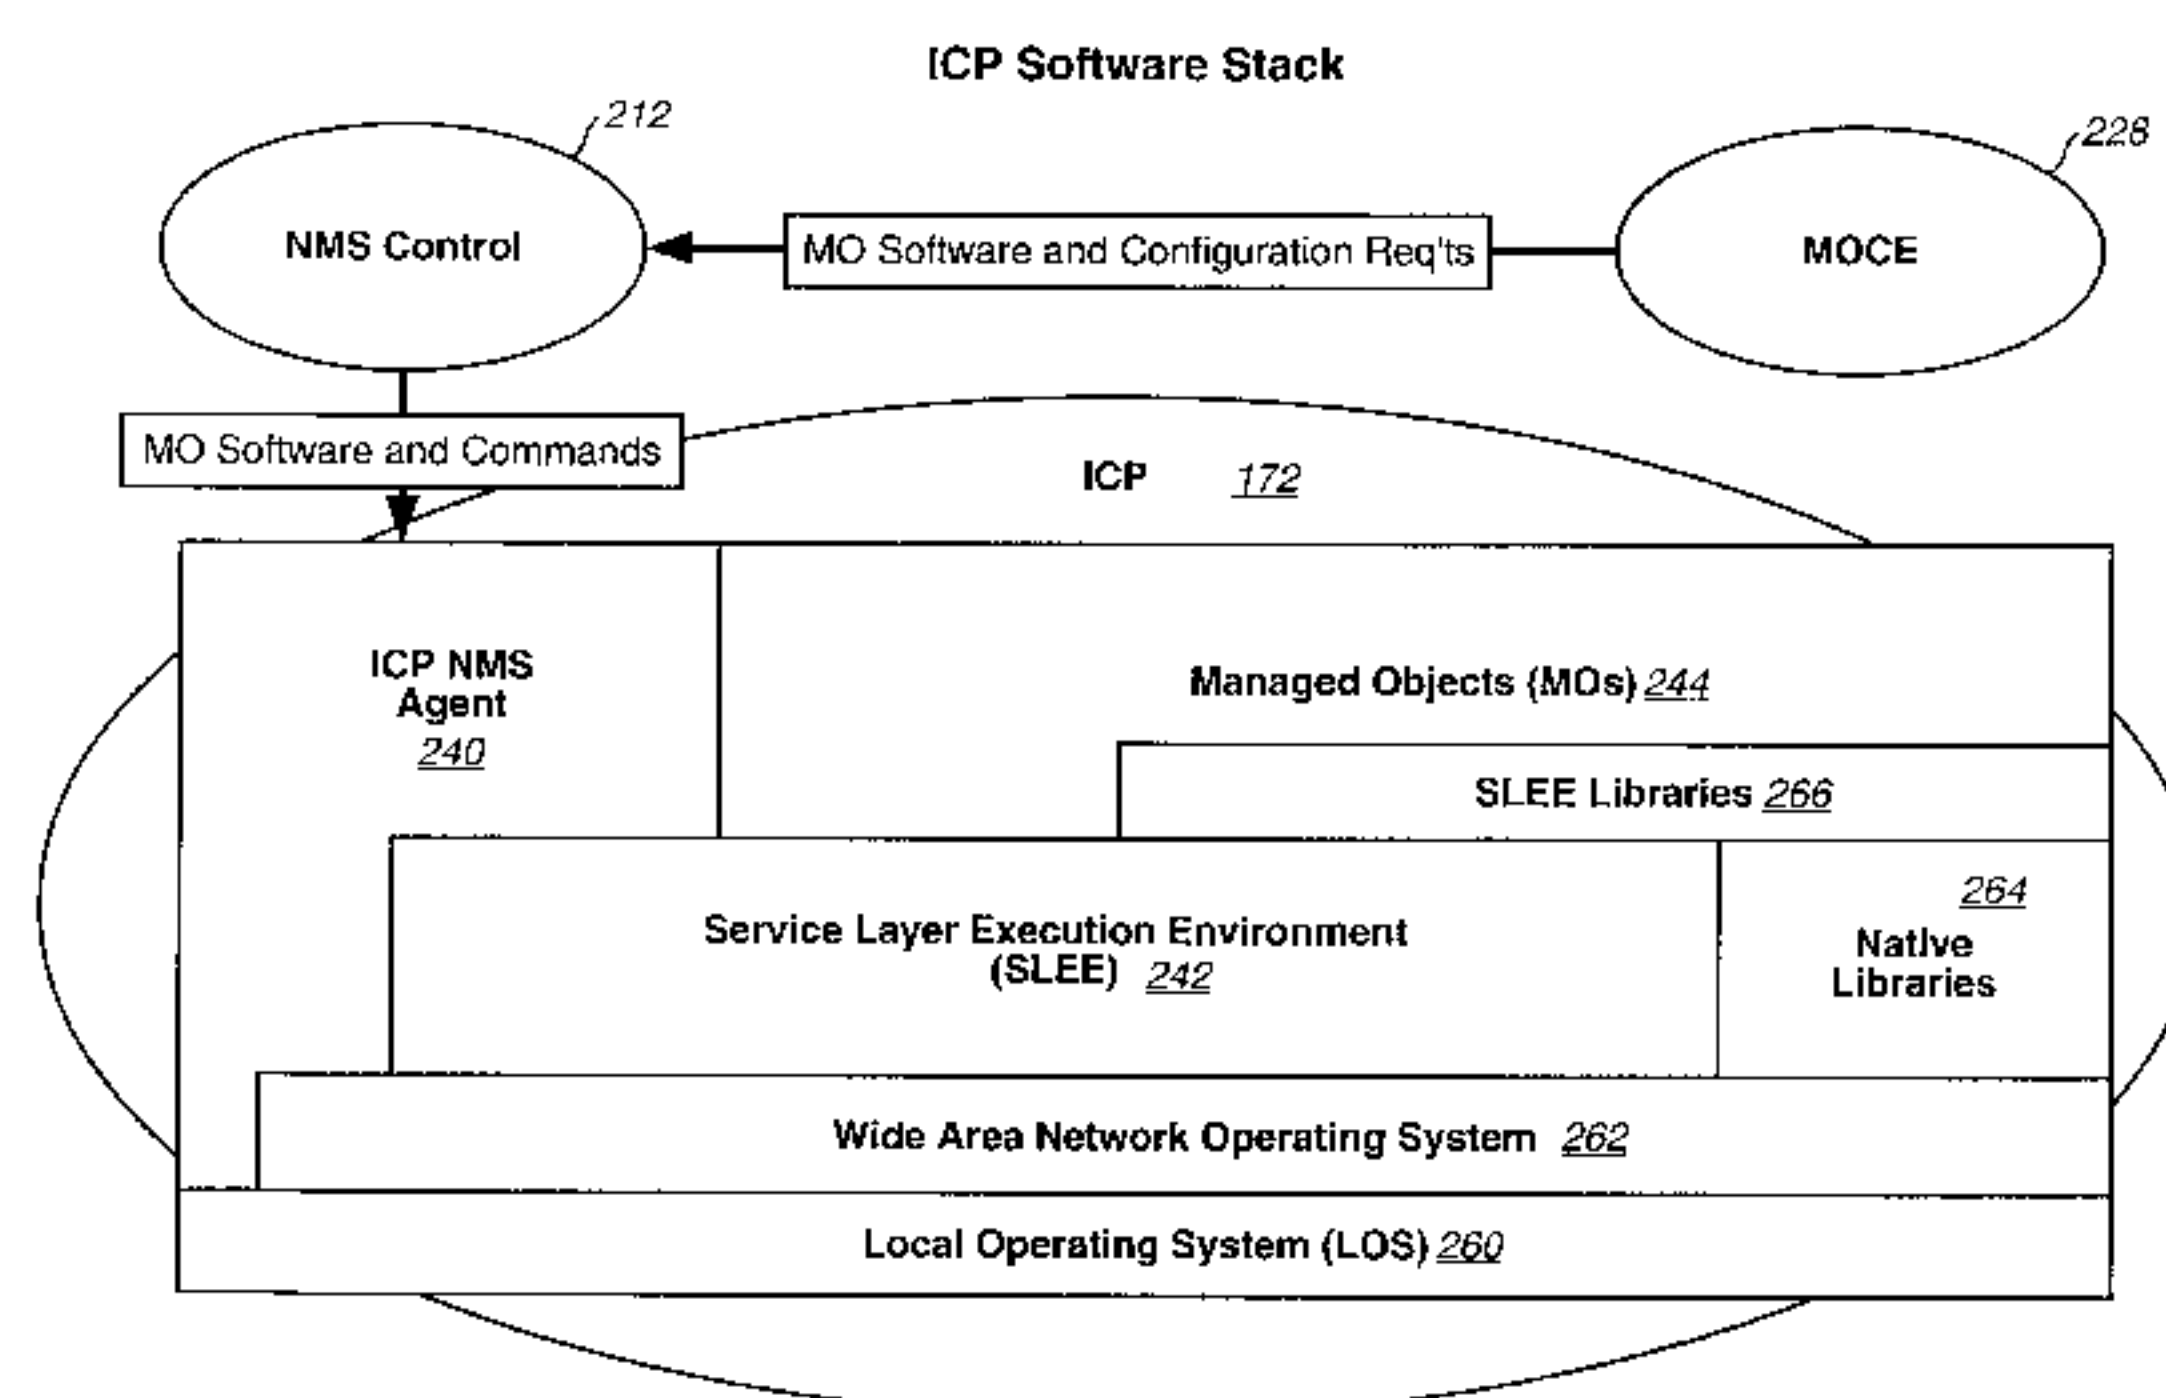 ICP Software Stack
212
228
NMS Control
MO Software and Configuration Req'ts
MOCE
MO Software and Commands
ICP 172
ICP NMS
Agent
240
Managed Objects (MOs) 244
SLEE Libraries 266
Service Layer Execution Environment
(SLEE) 242
264
Native
Libraries
Wide Area Network Operating System 262
Local Operating System (LOS) 260